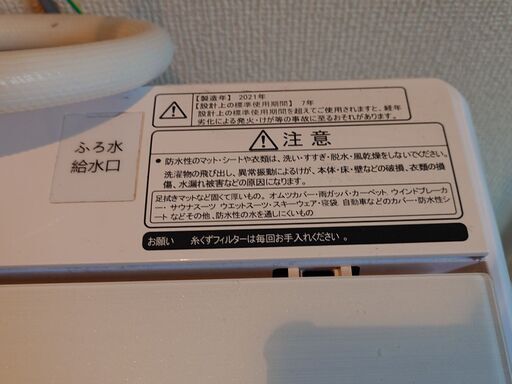 【製造年】 2021年
【設計上の標準使用期間】 7年
設計上の標準使用期間を超えてご使用されますと、経年
劣化による発火・けが等の事故に至るおそれがあります。
ふろ水
給水口
注意
● 防水性のマット・シートや衣類は、洗い・すすぎ・脱水・風乾燥をしないでください。
洗濯物の飛び出し、異常振動によるけが、本体・床・壁などの破損、衣類の損
傷、水漏れ被害などの原因になります。
足拭きマットなど固くて厚いもの。オムツカバー・雨ガッパ・カーペット、ウインドブレーカ
ー・サウナスーツ ウエットスーツ・スキーウェア・寝袋、自動車などのカバー・防水性シ
ートなどその他、防水性の水を通しにくいもの
お願い 糸くずフィルターは毎回お手入れください。